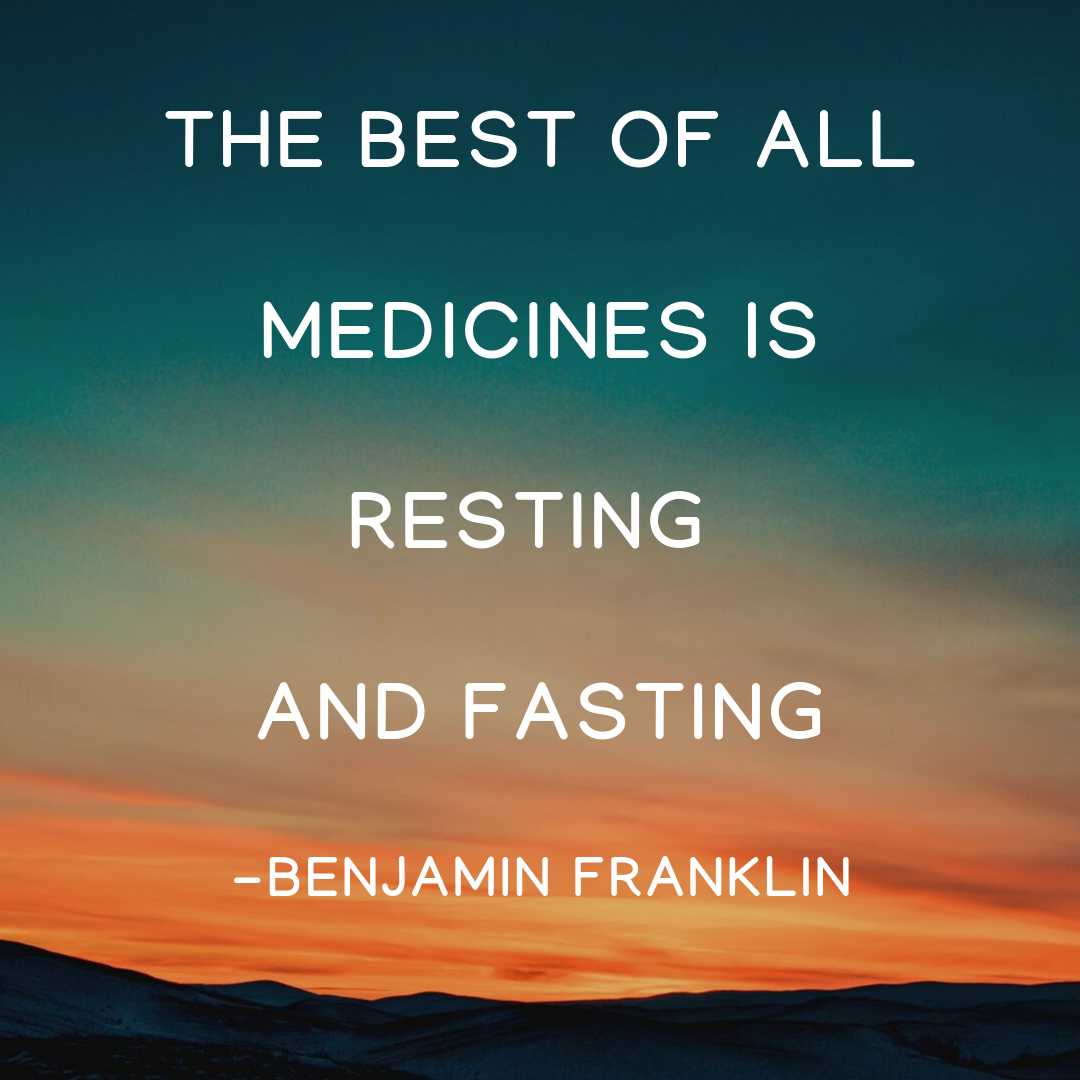 THE BEST OF ALL
MEDICINES IS
RESTING
AND FASTING
-BENJAMIN FRANKLIN